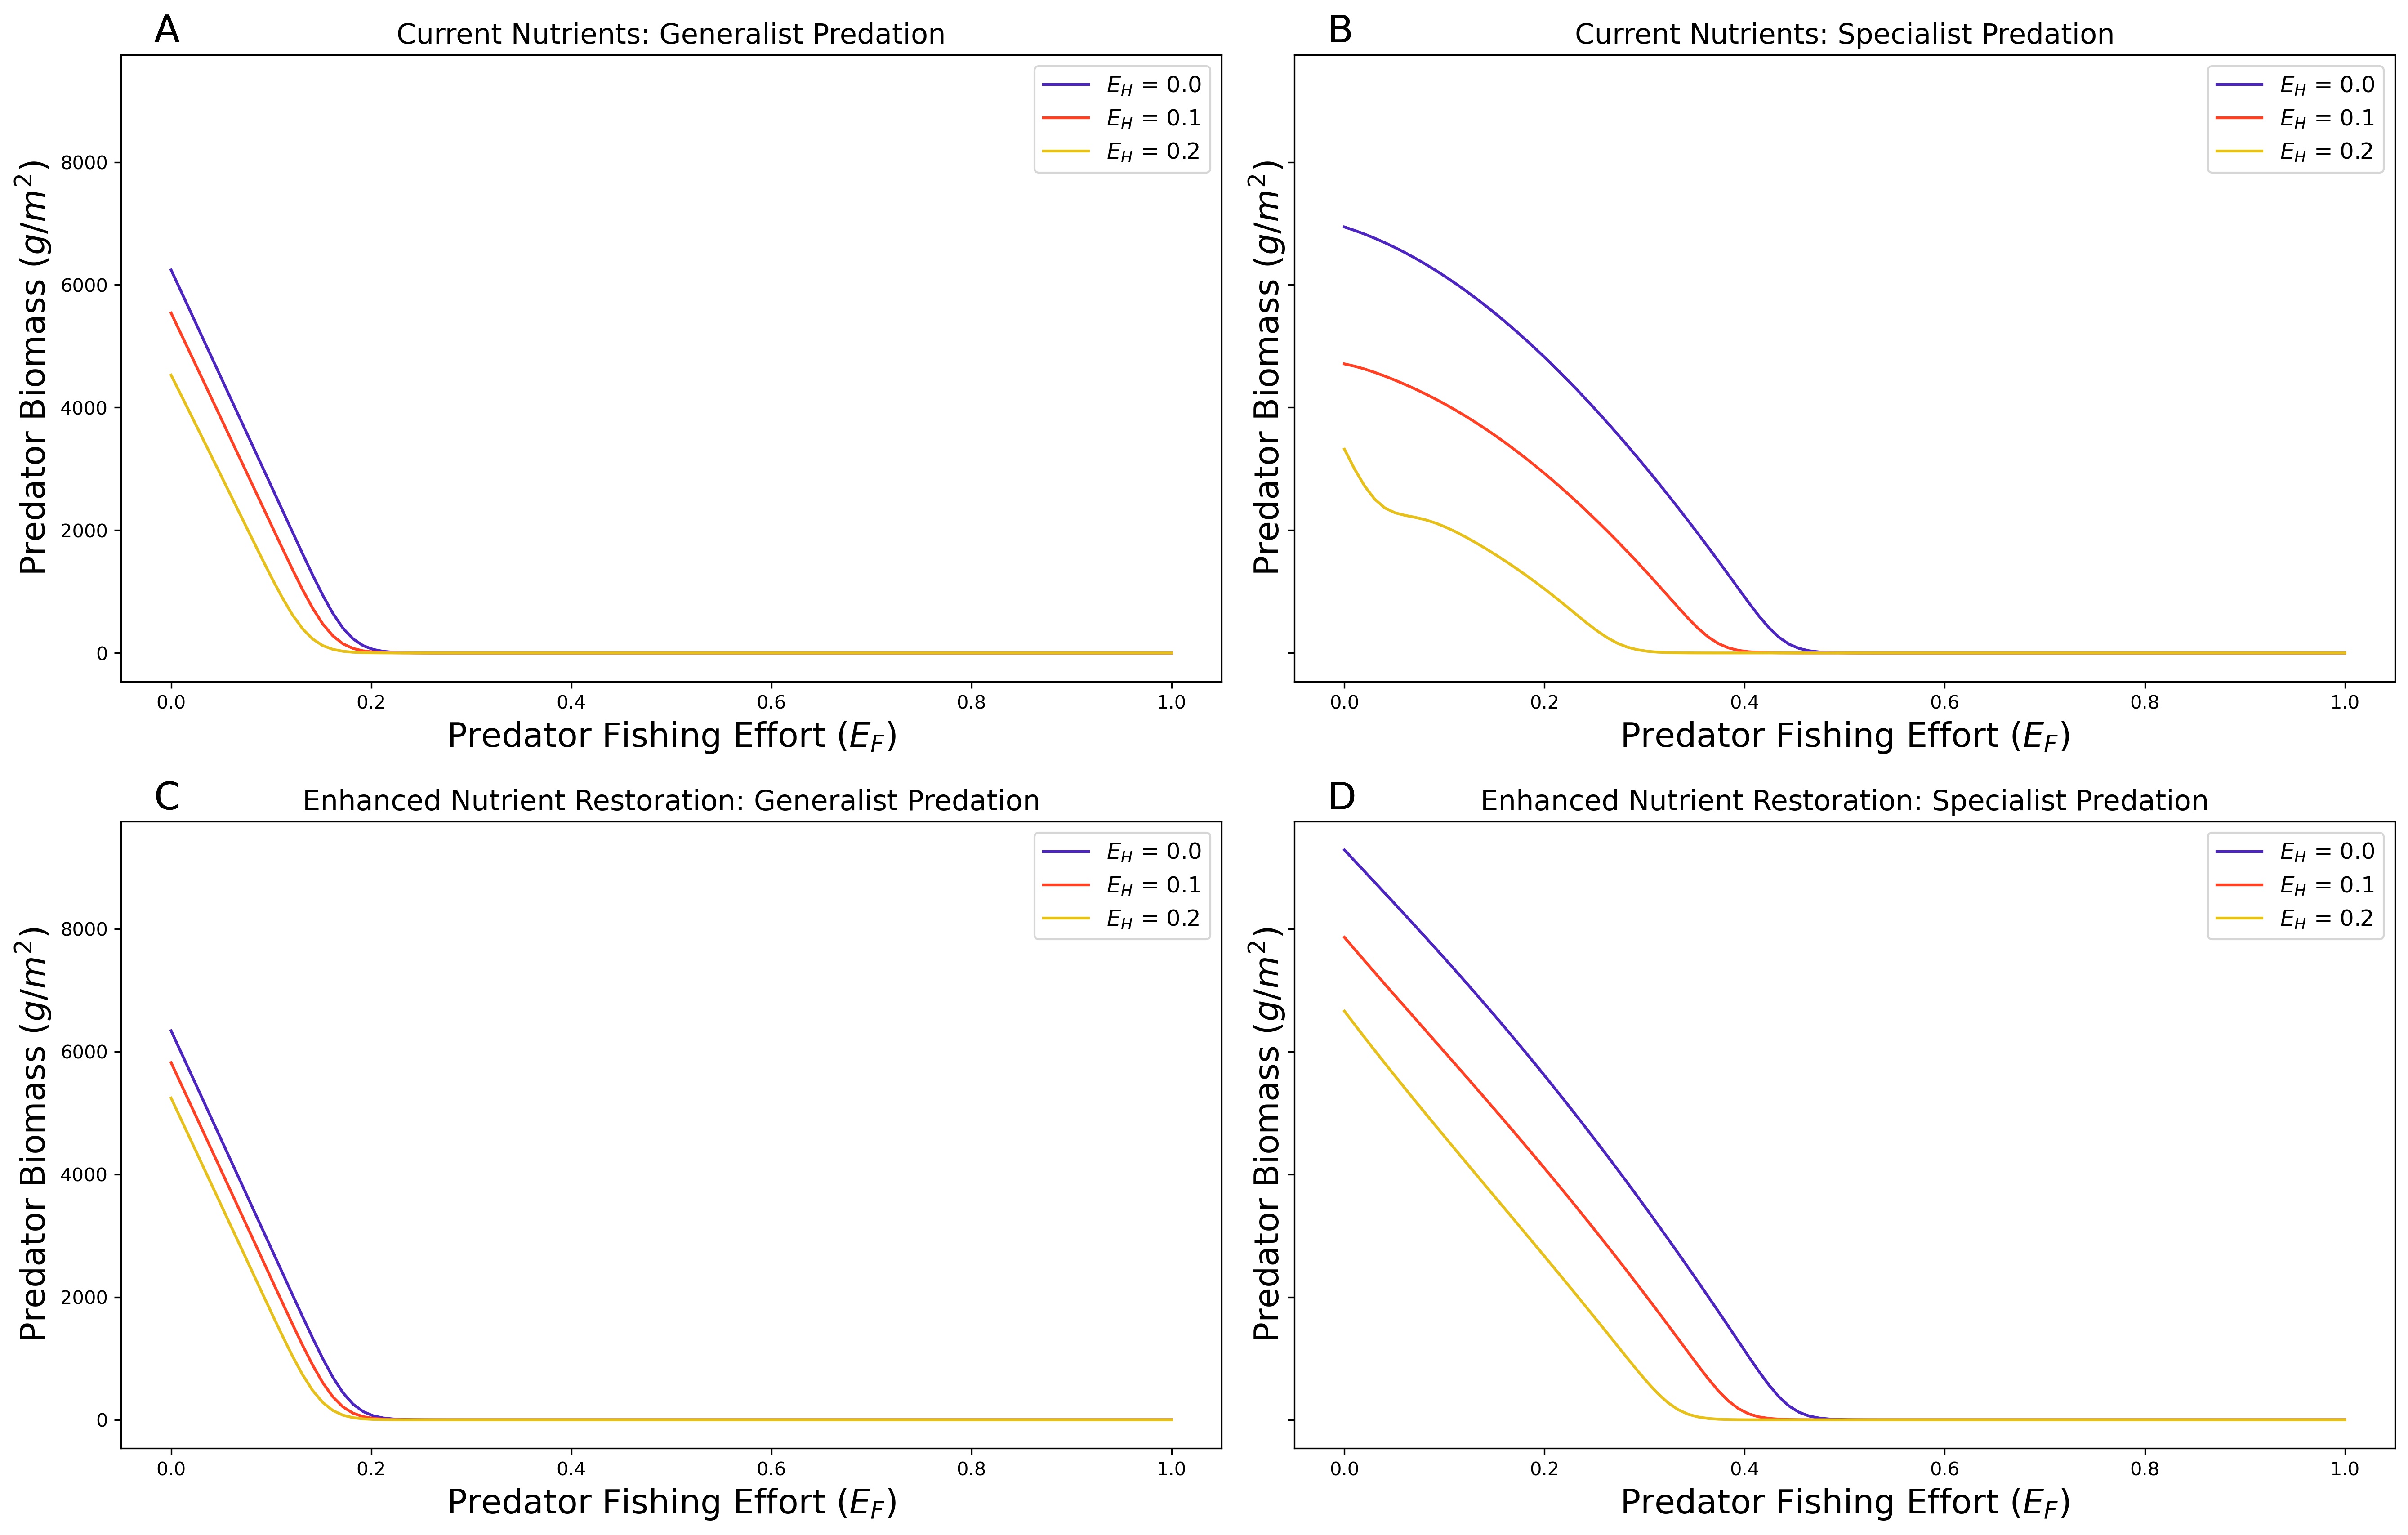 A
Current Nutrients: Generalist Predation
E_H = 0.0
E_H = 0.1
E_H = 0.2
Predator Biomass (g/m²)
8000
6000
4000
2000
0
0.0 0.2 0.4 0.6 0.8 1.0
Predator Fishing Effort (E_F)
B
Current Nutrients: Specialist Predation
E_H = 0.0
E_H = 0.1
E_H = 0.2
Predator Biomass (g/m²)
0.0 0.2 0.4 0.6 0.8 1.0
Predator Fishing Effort (E_F)
C
Enhanced Nutrient Restoration: Generalist Predation
E_H = 0.0
E_H = 0.1
E_H = 0.2
Predator Biomass (g/m²)
8000
6000
4000
2000
0
0.0 0.2 0.4 0.6 0.8 1.0
Predator Fishing Effort (E_F)
D
Enhanced Nutrient Restoration: Specialist Predation
E_H = 0.0
E_H = 0.1
E_H = 0.2
Predator Biomass (g/m²)
0.0 0.2 0.4 0.6 0.8 1.0
Predator Fishing Effort (E_F)